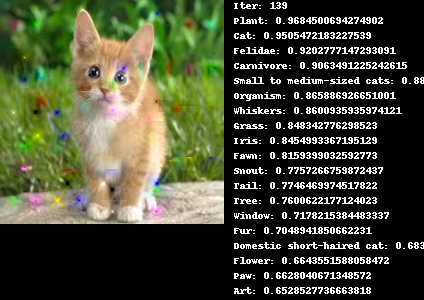 Iter: 139
Plant: 0.9684500694274902
Cat: 0.9505472183227539
Felidae: 0.9202777147293091
Carnivore: 0.9063491225242615
Small to medium-sized cats: 0.88
Organism: 0.865886926651001
Whiskers: 0.8600935935974121
Grass: 0.848342776298523
Iris: 0.8454993367195129
Fawn: 0.8159399032592773
Snout: 0.7757266759872437
Tail: 0.7746469974517822
Tree: 0.7600622177124023
Window: 0.7178215384483337
Fur: 0.7048941850662231
Domestic short-haired cat: 0.683
Flower: 0.6643551588058472
Paw: 0.6628040671348572
Art: 0.6528527736663818